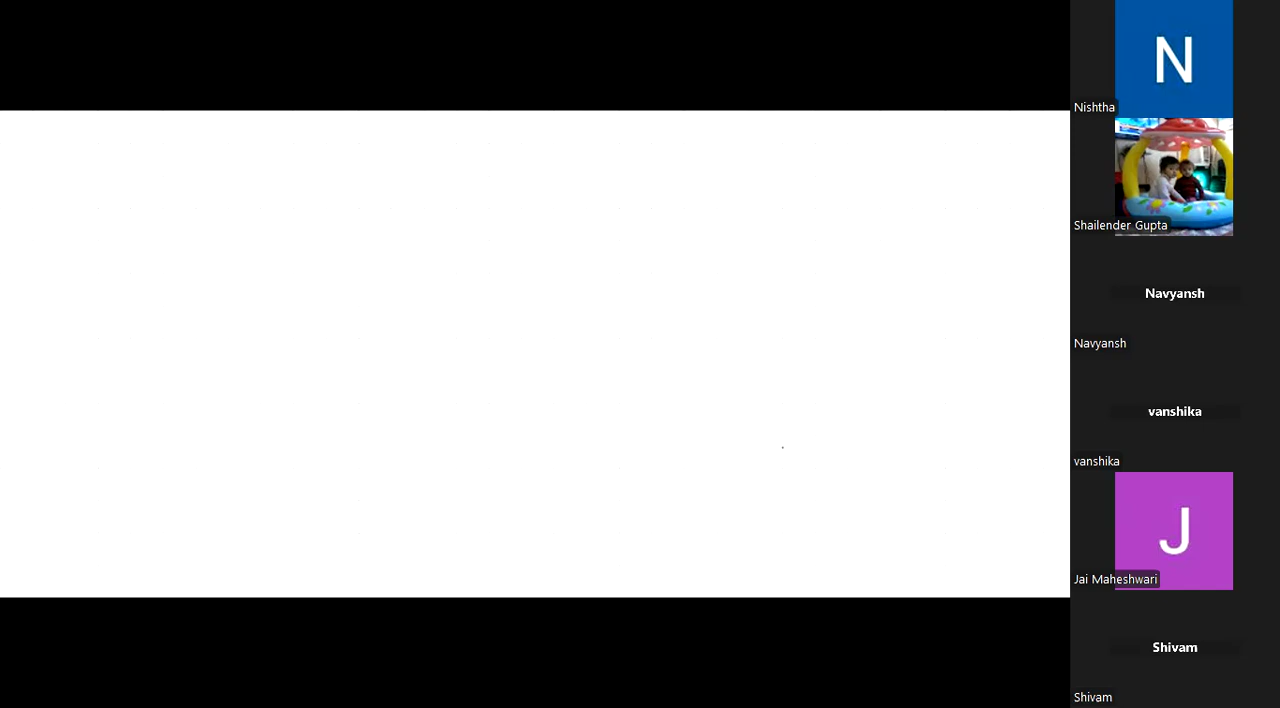 N
Nishtha
Shailender Gupta
Navyansh
Navyansh
vanshika
vanshika
J
Jai Maheshwari
Shivam
Shivam